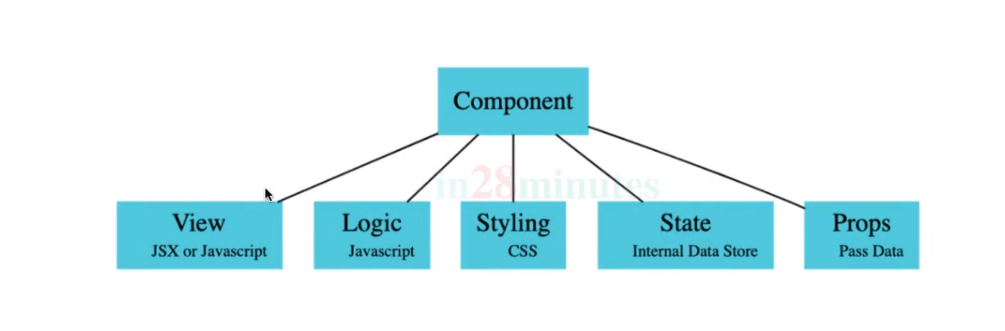 Component
in28minutes
View
JSX or Javascript
Logic
Javascript
Styling
CSS
State
Internal Data Store
Props
Pass Data